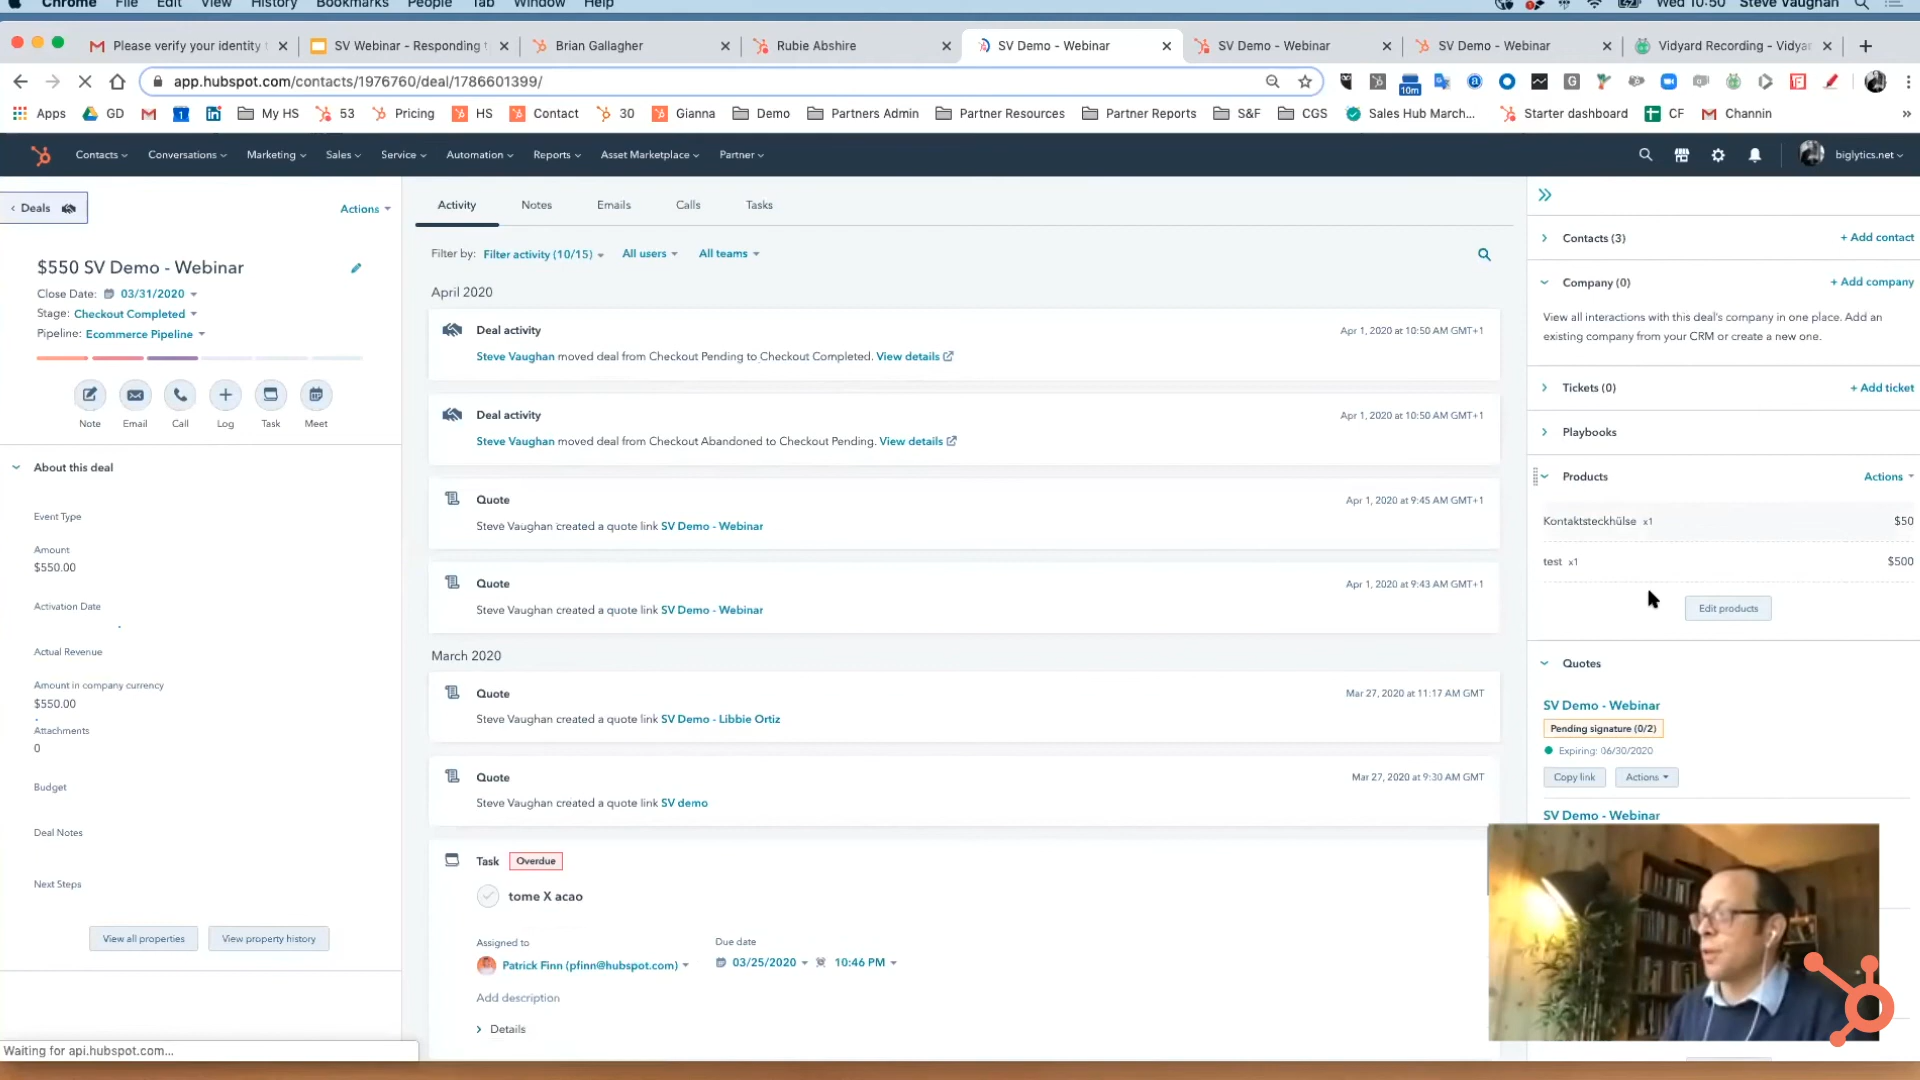 Chrome File Edit View History Bookmarks People Tab Window Help Wed 10:50 Steve Vaughan
Please verify your identity SV Webinar - Responding Brian Gallagher Rubie Abshire SV Demo - Webinar SV Demo - Webinar SV Demo - Webinar Vidyard Recording - Vidya
app.hubspot.com/contacts/1976760/deal/1786601399/
10m
Apps GD My HS 53 Pricing HS Contact 30 Gianna Demo Partners Admin Partner Resources Partner Reports S&F CGS Sales Hub March... Starter dashboard CF Channin
Contacts Conversations Marketing Sales Service Automation Reports Asset Marketplace Partner biglytics.net
Deals
Actions
$550 SV Demo - Webinar
Close Date: 03/31/2020
Stage: Checkout Completed
Pipeline: Ecommerce Pipeline
Note Email Call Log Task Meet
About this deal
Event Type
Amount
$550.00
Activation Date
Actual Revenue
Amount in company currency
$550.00
Attachments
0
Budget
Deal Notes
Next Steps
View all properties View property history
Waiting for api.hubspot.com...
Activity Notes Emails Calls Tasks
Filter by: Filter activity (10/15) All users All teams
April 2020
Deal activity Apr 1, 2020 at 10:50 AM GMT+1
Steve Vaughan moved deal from Checkout Pending to Checkout Completed. View details
Deal activity Apr 1, 2020 at 10:50 AM GMT+1
Steve Vaughan moved deal from Checkout Abandoned to Checkout Pending. View details
Quote Apr 1, 2020 at 9:45 AM GMT+1
Steve Vaughan created a quote link SV Demo - Webinar
Quote Apr 1, 2020 at 9:43 AM GMT+1
Steve Vaughan created a quote link SV Demo - Webinar
March 2020
Quote Mar 27, 2020 at 11:17 AM GMT
Steve Vaughan created a quote link SV Demo - Libbie Ortiz
Quote Mar 27, 2020 at 9:30 AM GMT
Steve Vaughan created a quote link SV demo
Task Overdue
tome X acao
Assigned to Due date
Patrick Finn (pfinn@hubspot.com) 03/25/2020 10:46 PM
Add description
Details
Contacts (3) + Add contact
Company (0) + Add company
View all interactions with this deal's company in one place. Add an
existing company from your CRM or create a new one.
Tickets (0) + Add ticket
Playbooks
Products Actions
Kontaktsteckhülse x1 $50
test x1 $500
Edit products
Quotes
SV Demo - Webinar
Pending signature (0/2)
Expiring: 06/30/2020
Copy link Actions
SV Demo - Webinar